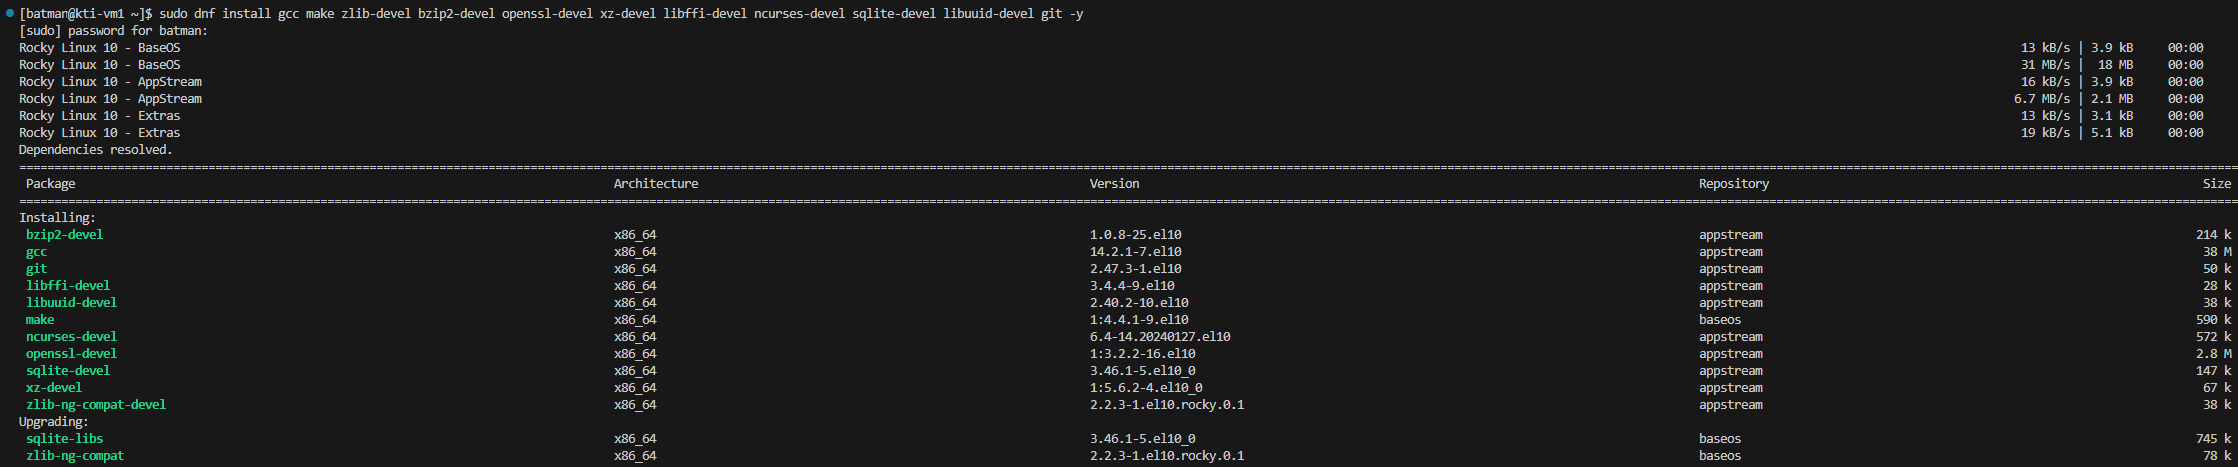 [batman@kti-vm1 ~]$ sudo dnf install gcc make zlib-devel bzip2-devel openssl-devel xz-devel libffi-devel ncurses-devel sqlite-devel libuuid-devel git -y
[sudo] password for batman:
Rocky Linux 10 - BaseOS 13 kB/s | 3.9 kB 00:00
Rocky Linux 10 - BaseOS 31 MB/s | 18 MB 00:00
Rocky Linux 10 - AppStream 16 kB/s | 3.9 kB 00:00
Rocky Linux 10 - AppStream 6.7 MB/s | 2.1 MB 00:00
Rocky Linux 10 - Extras 13 kB/s | 3.1 kB 00:00
Rocky Linux 10 - Extras 19 kB/s | 5.1 kB 00:00
Dependencies resolved.
Package Architecture Version Repository Size
Installing:
bzip2-devel x86_64 1.0.8-25.el10 appstream 214 k
gcc x86_64 14.2.1-7.el10 appstream 38 M
git x86_64 2.47.3-1.el10 appstream 50 k
libffi-devel x86_64 3.4.4-9.el10 appstream 28 k
libuuid-devel x86_64 2.40.2-10.el10 appstream 38 k
make x86_64 1:4.4.1-9.el10 baseos 590 k
ncurses-devel x86_64 6.4-14.20240127.el10 appstream 572 k
openssl-devel x86_64 1:3.2.2-16.el10 appstream 2.8 M
sqlite-devel x86_64 3.46.1-5.el10_0 appstream 147 k
xz-devel x86_64 1:5.6.2-4.el10_0 appstream 67 k
zlib-ng-compat-devel x86_64 2.2.3-1.el10.rocky.0.1 appstream 38 k
Upgrading:
sqlite-libs x86_64 3.46.1-5.el10_0 baseos 745 k
zlib-ng-compat x86_64 2.2.3-1.el10.rocky.0.1 baseos 78 k